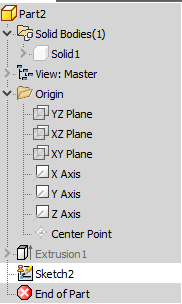 Part2
Solid Bodies(1)
Solid1
View: Master
Origin
YZ Plane
XZ Plane
XY Plane
X Axis
Y Axis
Z Axis
Center Point
Extrusion1
Sketch2
End of Part